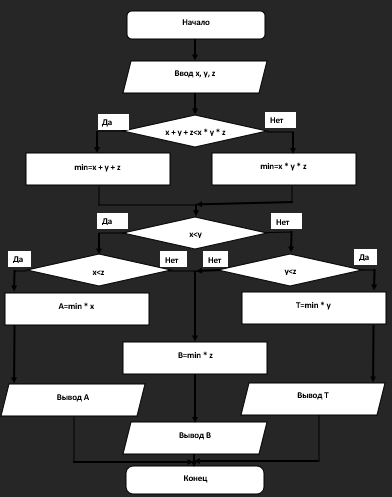 Начало
Ввод x, y, z
x + y + z<x * y * z
Да
Нет
min=x + y + z
min=x * y * z
x<y
Да
Нет
x<z
Да
Нет
y<z
Нет
Да
A=min * x
T=min * y
B=min * z
Вывод A
Вывод T
Вывод B
Конец